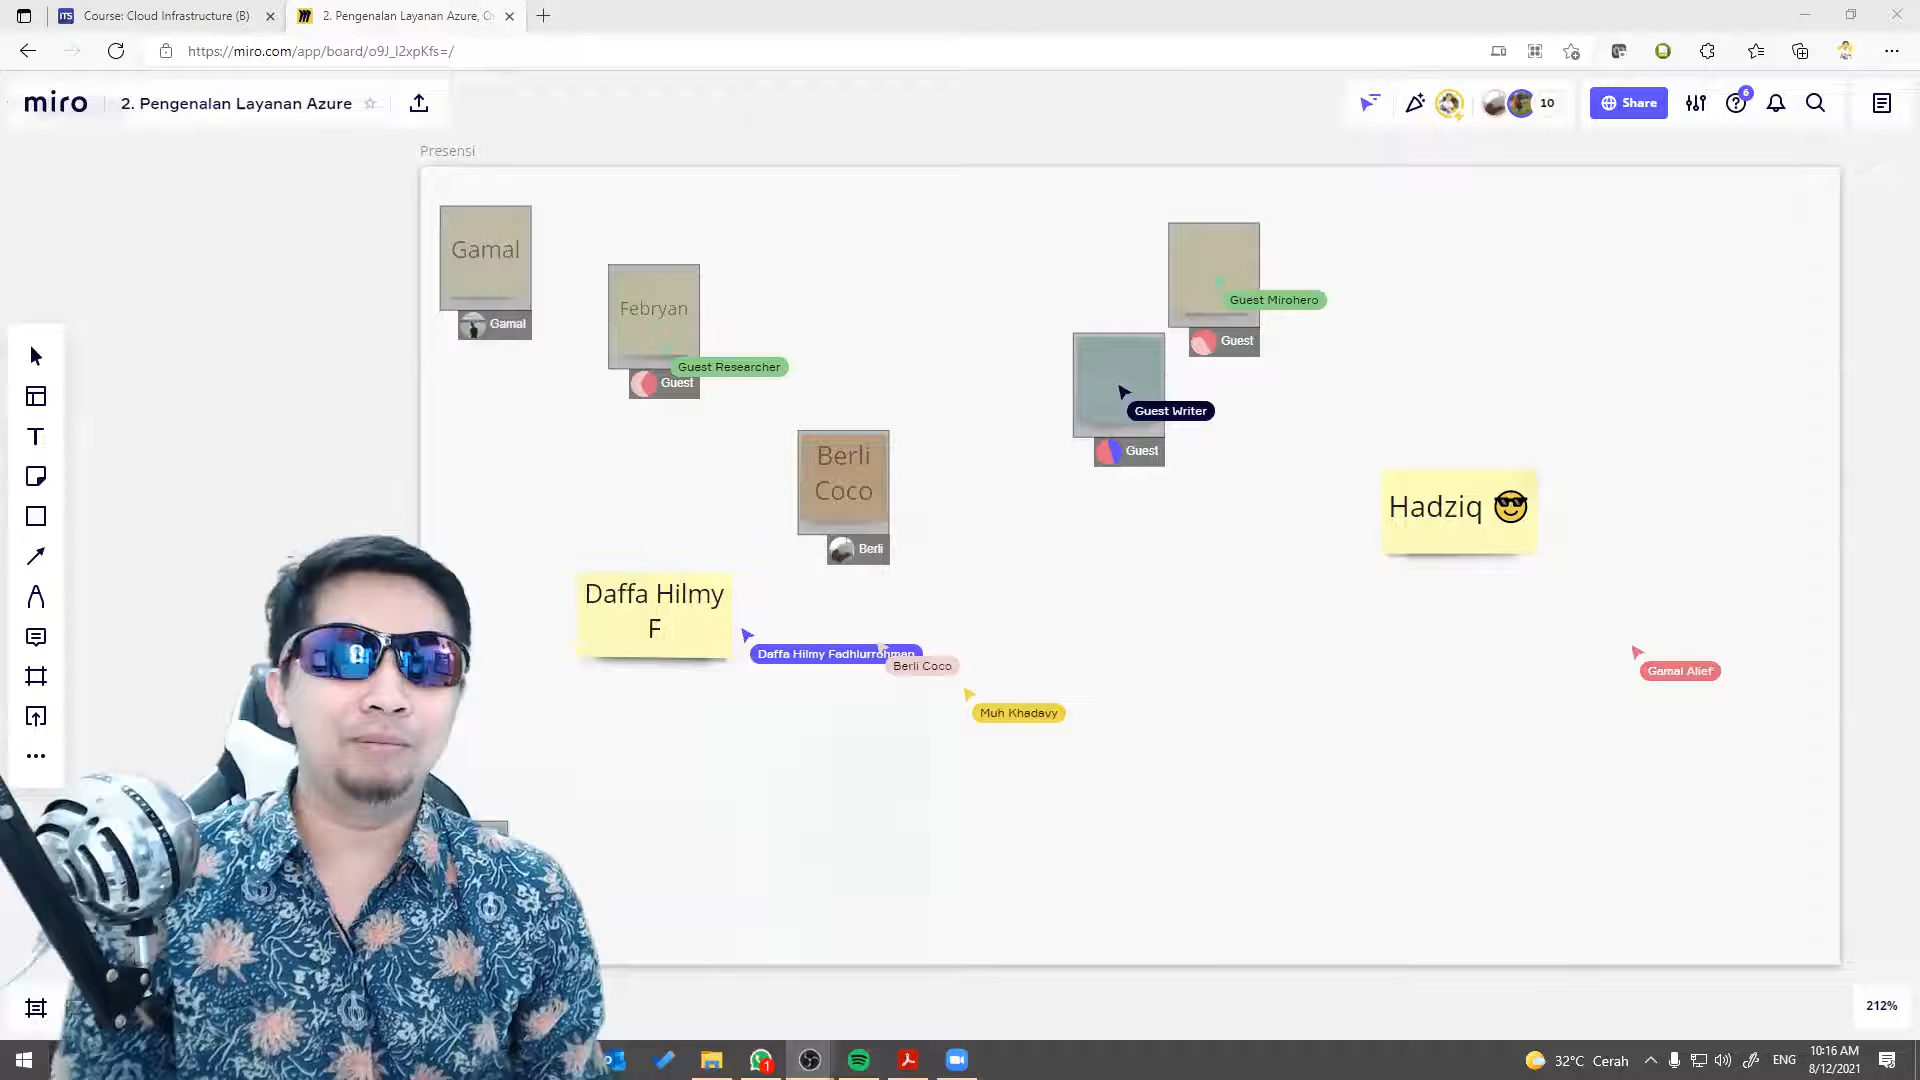 Course: Cloud Infrastructure (B)
2. Pengenalan Layanan Azure, C
https://miro.com/app/board/o9J_l2xpKfs=/
miro
2. Pengenalan Layanan Azure
10
Share
6
Presensi
Gamal
Gamal
Febryan
Guest Researcher
Guest
Guest Mirohero
Guest
Guest Writer
Guest
Berli
Coco
Berli
Hadziq 😎
Daffa Hilmy
F
Daffa Hilmy Fadhlurrohman
Berli Coco
Gamal Alief
Muh Khadavy
212%
1
32°C Cerah
ENG
10:16 AM
8/12/2021